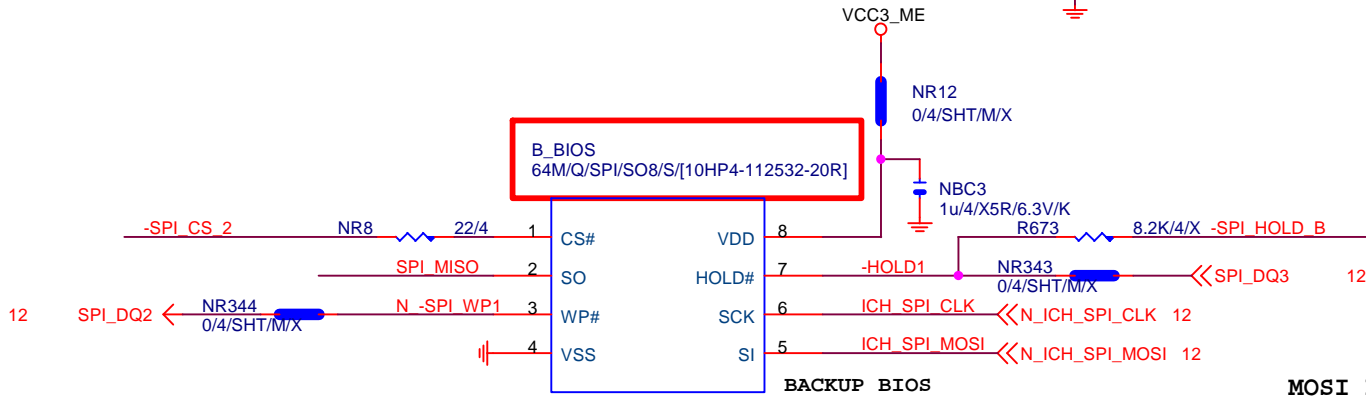 VCC3_ME
NR12
0/4/SHT/M/X
B_BIOS
64M/Q/SPI/SO8/S/[10HP4-112532-20R]
NBC3
1u/4/X5R/6.3V/K
-SPI_CS_2 NR8 22/4 1 CS# VDD 8 R673 8.2K/4/X -SPI_HOLD_B
SPI_MISO 2 SO HOLD# 7 -HOLD1 NR343 SPI_DQ3 12
0/4/SHT/M/X
12 SPI_DQ2 NR344 N_-SPI_WP1 3 WP# SCK 6 ICH_SPI_CLK N_ICH_SPI_CLK 12
0/4/SHT/M/X
4 VSS SI 5 ICH_SPI_MOSI N_ICH_SPI_MOSI 12
BACKUP BIOS MOSI